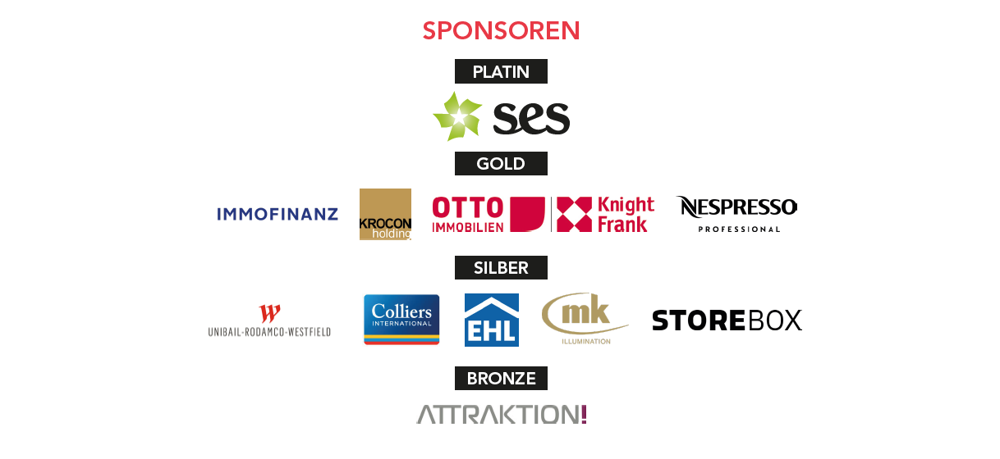 SPONSOREN
PLATIN
ses
GOLD
IMMOFINANZ
KROCON
holding
OTTO
IMMOBILIEN
Knight
Frank
NESPRESSO
PROFESSIONAL
SILBER
UNIBAIL-RODAMCO-WESTFIELD
Colliers
INTERNATIONAL
EHL
mk
ILLUMINATION
STOREBOX
BRONZE
ATTRAKTION!